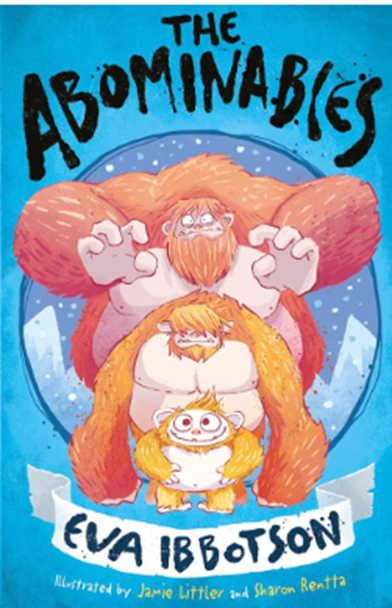 THE
ABOMINABLES
EVA IBBOTSON
Illustrated by Jamie Littler and Sharon Rentta